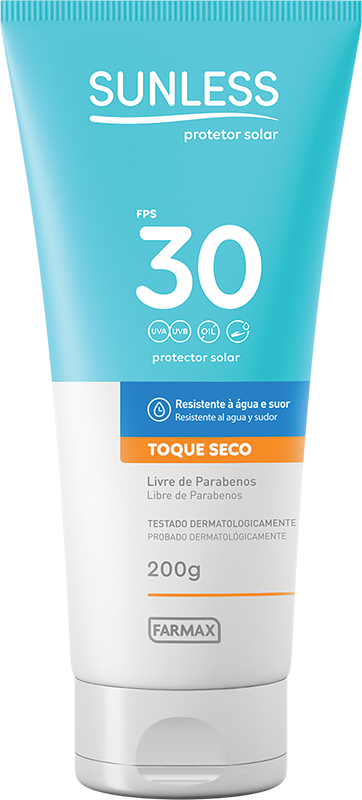 SUNLESS
protetor solar
FPS
30
UVA UVB OIL
protector solar
Resistente à água e suor
Resistente al agua y sudor
TOQUE SECO
Livre de Parabenos
Libre de Parabenos
TESTADO DERMATOLOGICAMENTE
PROBADO DERMATOLÓGICAMENTE
200g
FARMAX